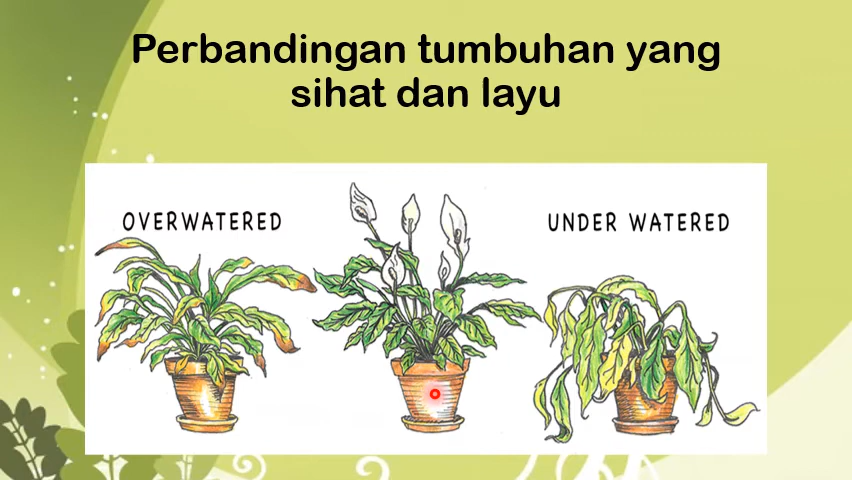 Perbandingan tumbuhan yang
sihat dan layu
OVERWATERED
UNDER WATERED